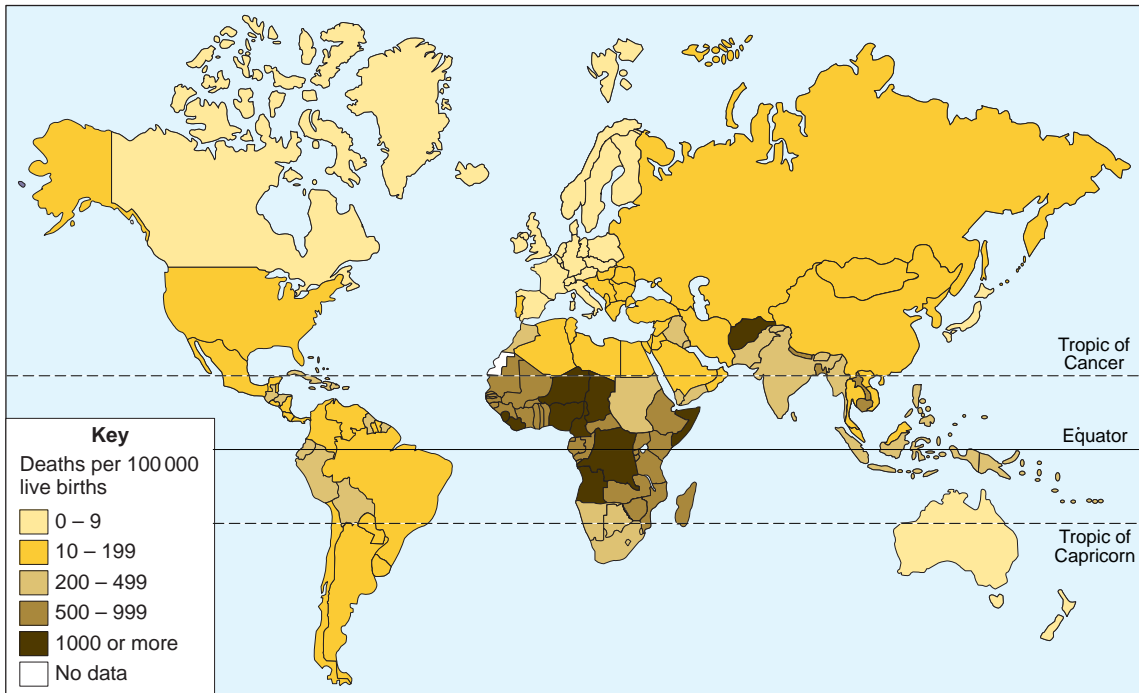 Tropic of
Cancer
Equator
Tropic of
Capricorn
Key
Deaths per 100 000
live births
0 – 9
10 – 199
200 – 499
500 – 999
1000 or more
No data